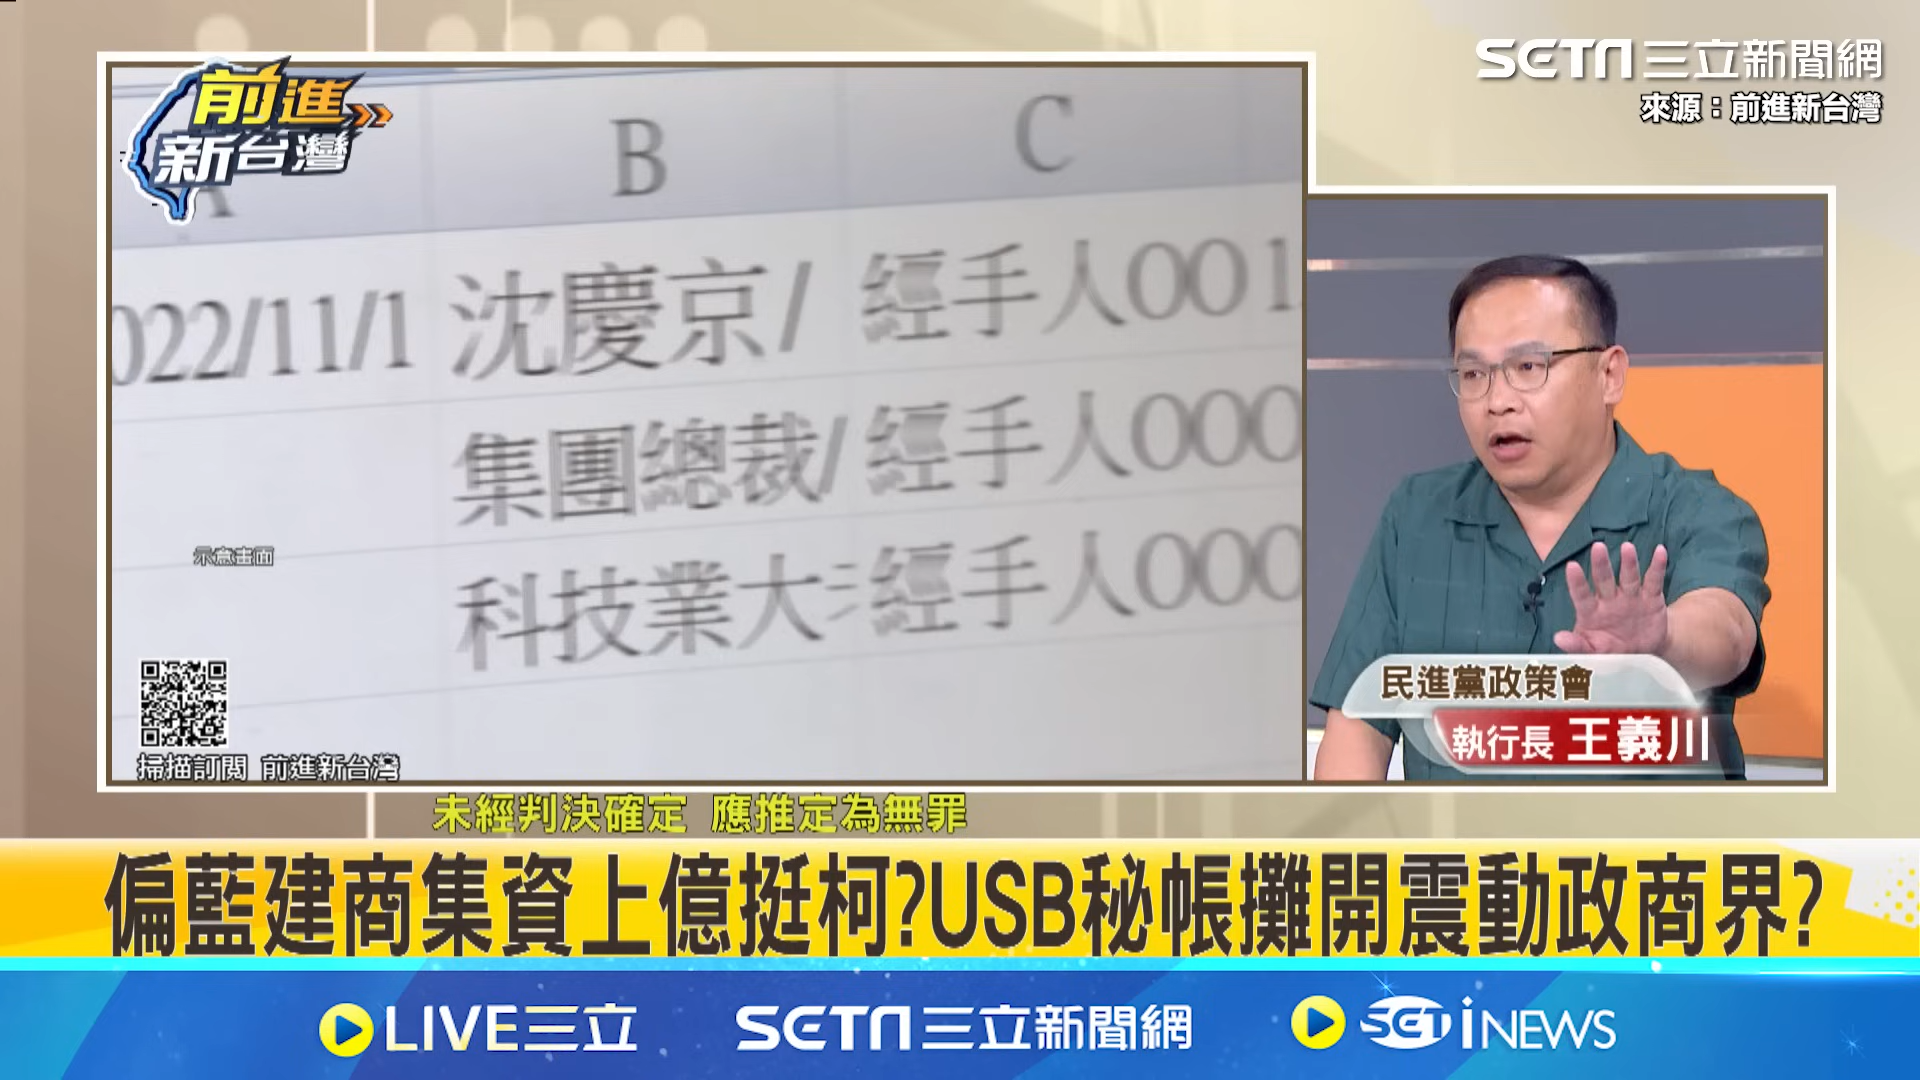 SETN三立新聞網
來源：前進新台灣
前進
新台灣
A B C
022/11/1 沈慶京/ 經手人001
集團總裁/ 經手人000
科技業大 經手人000
示意畫面
掃描訂閱 前進新台灣
民進黨政策會
執行長 王義川
未經判決確定 應推定為無罪
偏藍建商集資上億挺柯?USB秘帳攤開震動政商界?
LIVE三立 SETN三立新聞網 SET iNEWS